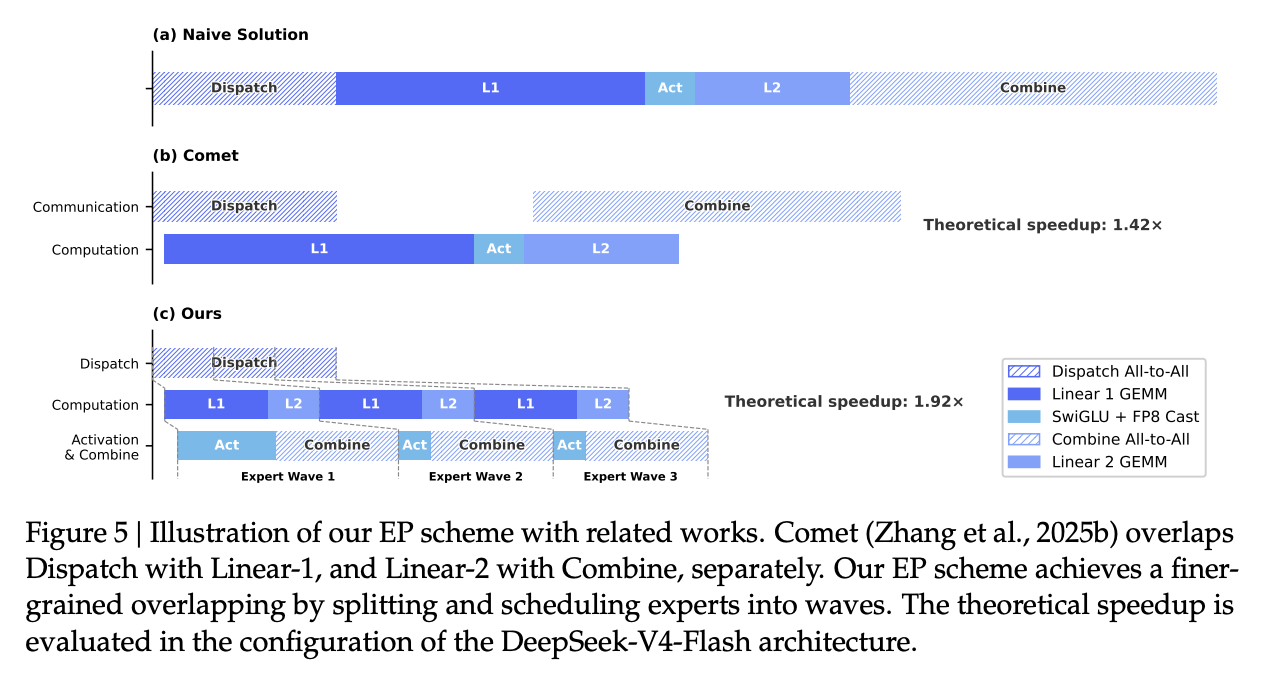 (a) Naive Solution
Dispatch L1 Act L2 Combine
(b) Comet
Communication Dispatch Combine
Theoretical speedup: 1.42×
Computation L1 Act L2
(c) Ours
Dispatch Dispatch
Computation L1 L2 L1 L2 L1 L2
Theoretical speedup: 1.92×
Activation
& Combine
Act Combine Act Combine Act Combine
Expert Wave 1 Expert Wave 2 Expert Wave 3
Dispatch All-to-All
Linear 1 GEMM
SwiGLU + FP8 Cast
Combine All-to-All
Linear 2 GEMM
Figure 5 | Illustration of our EP scheme with related works. Comet (Zhang et al., 2025b) overlaps
Dispatch with Linear-1, and Linear-2 with Combine, separately. Our EP scheme achieves a finer-
grained overlapping by splitting and scheduling experts into waves. The theoretical speedup is
evaluated in the configuration of the DeepSeek-V4-Flash architecture.